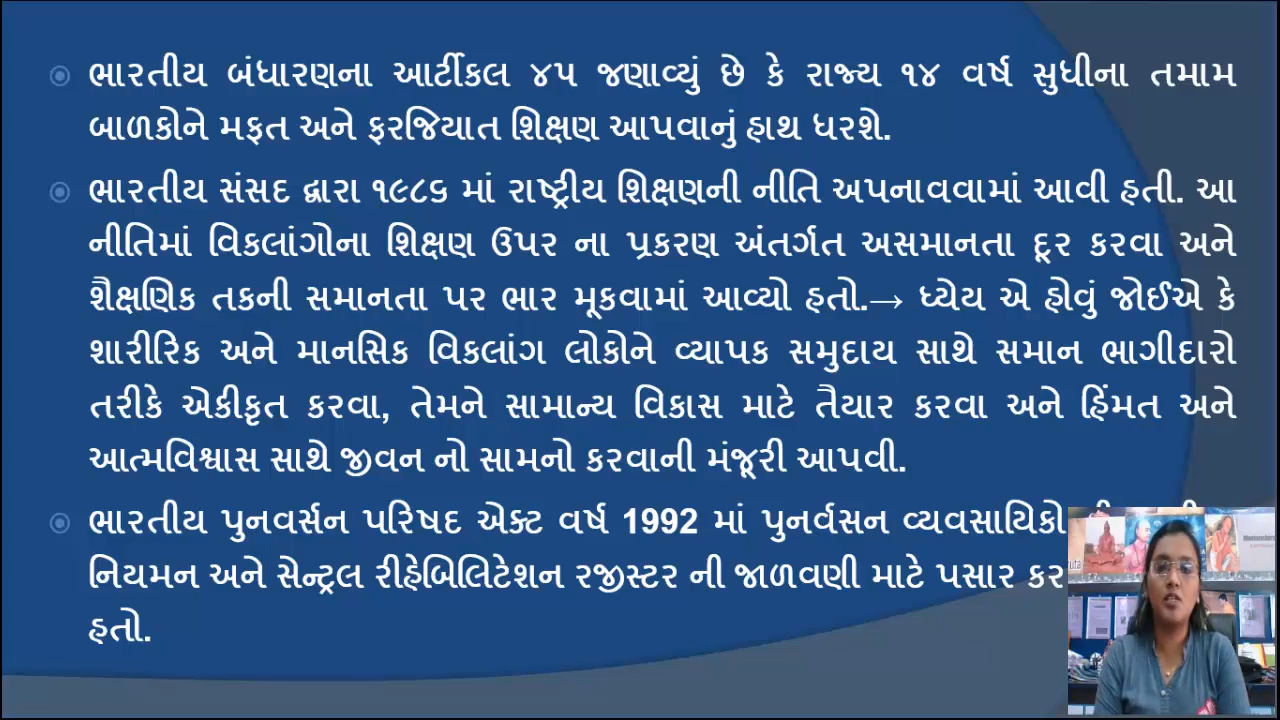 ભારતીય બંધારણના આર્ટીકલ ૪૫ જણાવ્યું છે કે રાજ્ય ૧૪ વર્ષ સુધીના તમામ
બાળકોને મફત અને ફરજિયાત શિક્ષણ આપવાનું હાથ ધરશે.
ભારતીય સંસદ દ્વારા ૧૯૮૬ માં રાષ્ટ્રીય શિક્ષણની નીતિ અપનાવવામાં આવી હતી. આ
નીતિમાં વિકલાંગોના શિક્ષણ ઉપર ના પ્રકરણ અંતર્ગત અસમાનતા દૂર કરવા અને
શૈક્ષણિક તકની સમાનતા પર ભાર મૂકવામાં આવ્યો હતો.→ ધ્યેય એ હોવું જોઈએ કે
શારીરિક અને માનસિક વિકલાંગ લોકોને વ્યાપક સમુદાય સાથે સમાન ભાગીદારો
તરીકે એકીકૃત કરવા, તેમને સામાન્ય વિકાસ માટે તૈયાર કરવા અને હિંમત અને
આત્મવિશ્વાસ સાથે જીવન નો સામનો કરવાની મંજૂરી આપવી.
ભારતીય પુનવર્સન પરિષદ એક્ટ વર્ષ 1992 માં પુનર્વસન વ્યવસાયિકો
નિયમન અને સેન્ટ્રલ રીહેબિલિટેશન રજીસ્ટર ની જાળવણી માટે પસાર કર
હતો.